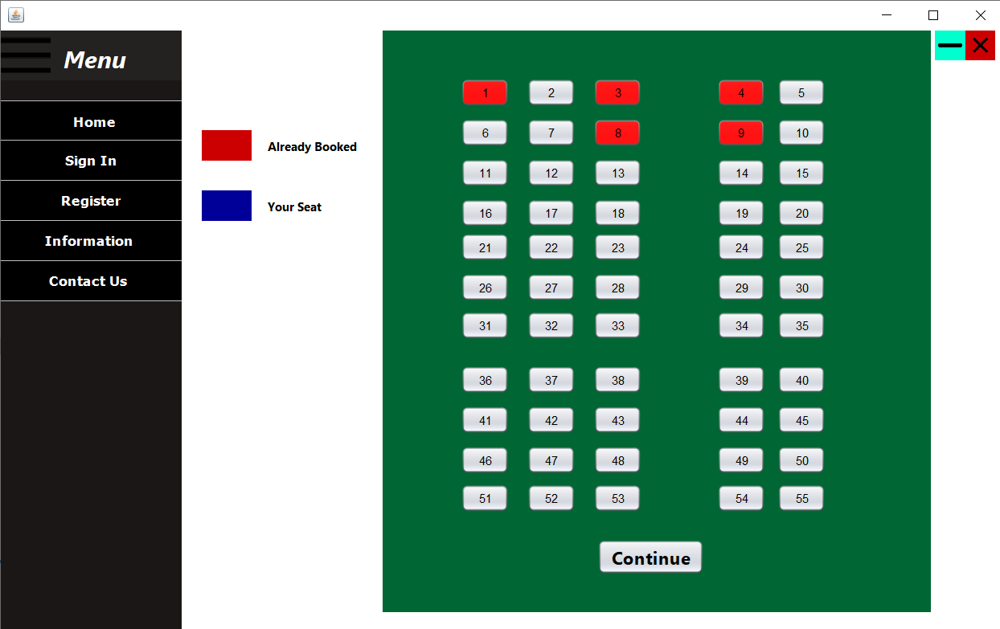 Menu
Home
Sign In
Register
Information
Contact Us
Already Booked
Your Seat
1 2 3 4 5
6 7 8 9 10
11 12 13 14 15
16 17 18 19 20
21 22 23 24 25
26 27 28 29 30
31 32 33 34 35
36 37 38 39 40
41 42 43 44 45
46 47 48 49 50
51 52 53 54 55
Continue